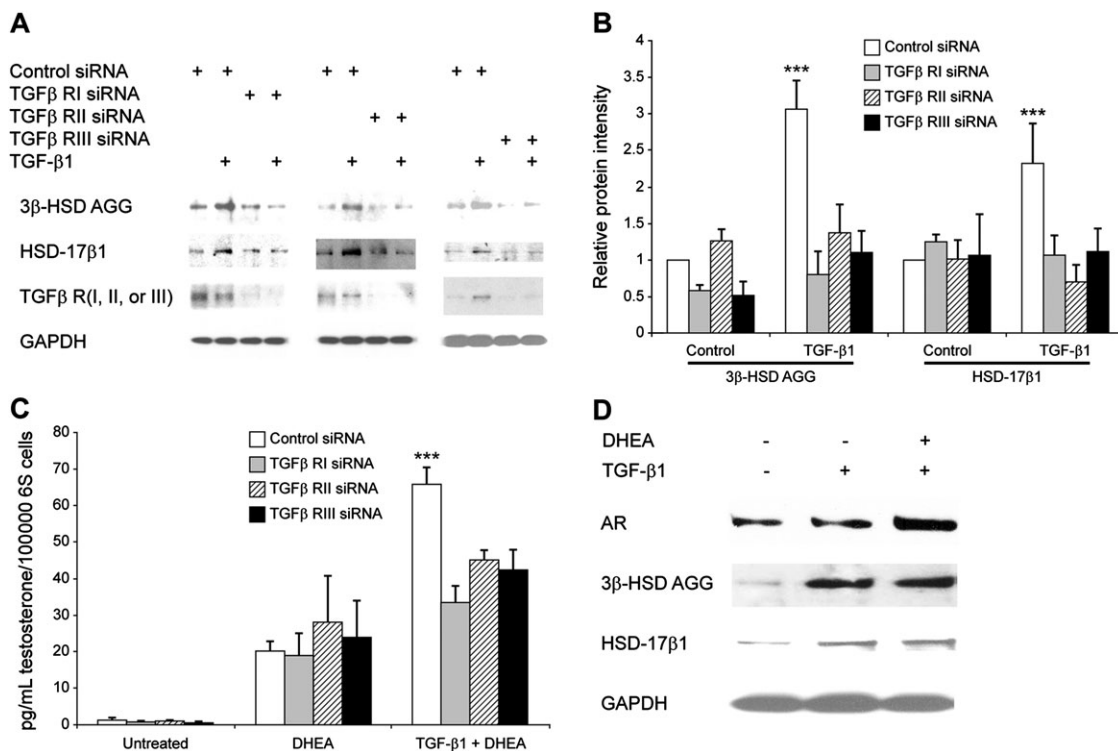 A
Control siRNA + + + + + +
TGFβ RI siRNA + +
TGFβ RII siRNA + +
TGFβ RIII siRNA + +
TGF-β1 + + + + + +
3β-HSD AGG
HSD-17β1
TGFβ R(I, II, or III)
GAPDH
B
Relative protein intensity
4
3.5
3
2.5
2
1.5
1
0.5
0
Control siRNA
TGFβ RI siRNA
TGFβ RII siRNA
TGFβ RIII siRNA
***
***
Control TGF-β1 Control TGF-β1
3β-HSD AGG HSD-17β1
C
pg/mL testosterone/100000 6S cells
80
70
60
50
40
30
20
10
0
Control siRNA
TGFβ RI siRNA
TGFβ RII siRNA
TGFβ RIII siRNA
***
Untreated DHEA TGF-β1 + DHEA
D
DHEA - - +
TGF-β1 - + +
AR
3β-HSD AGG
HSD-17β1
GAPDH